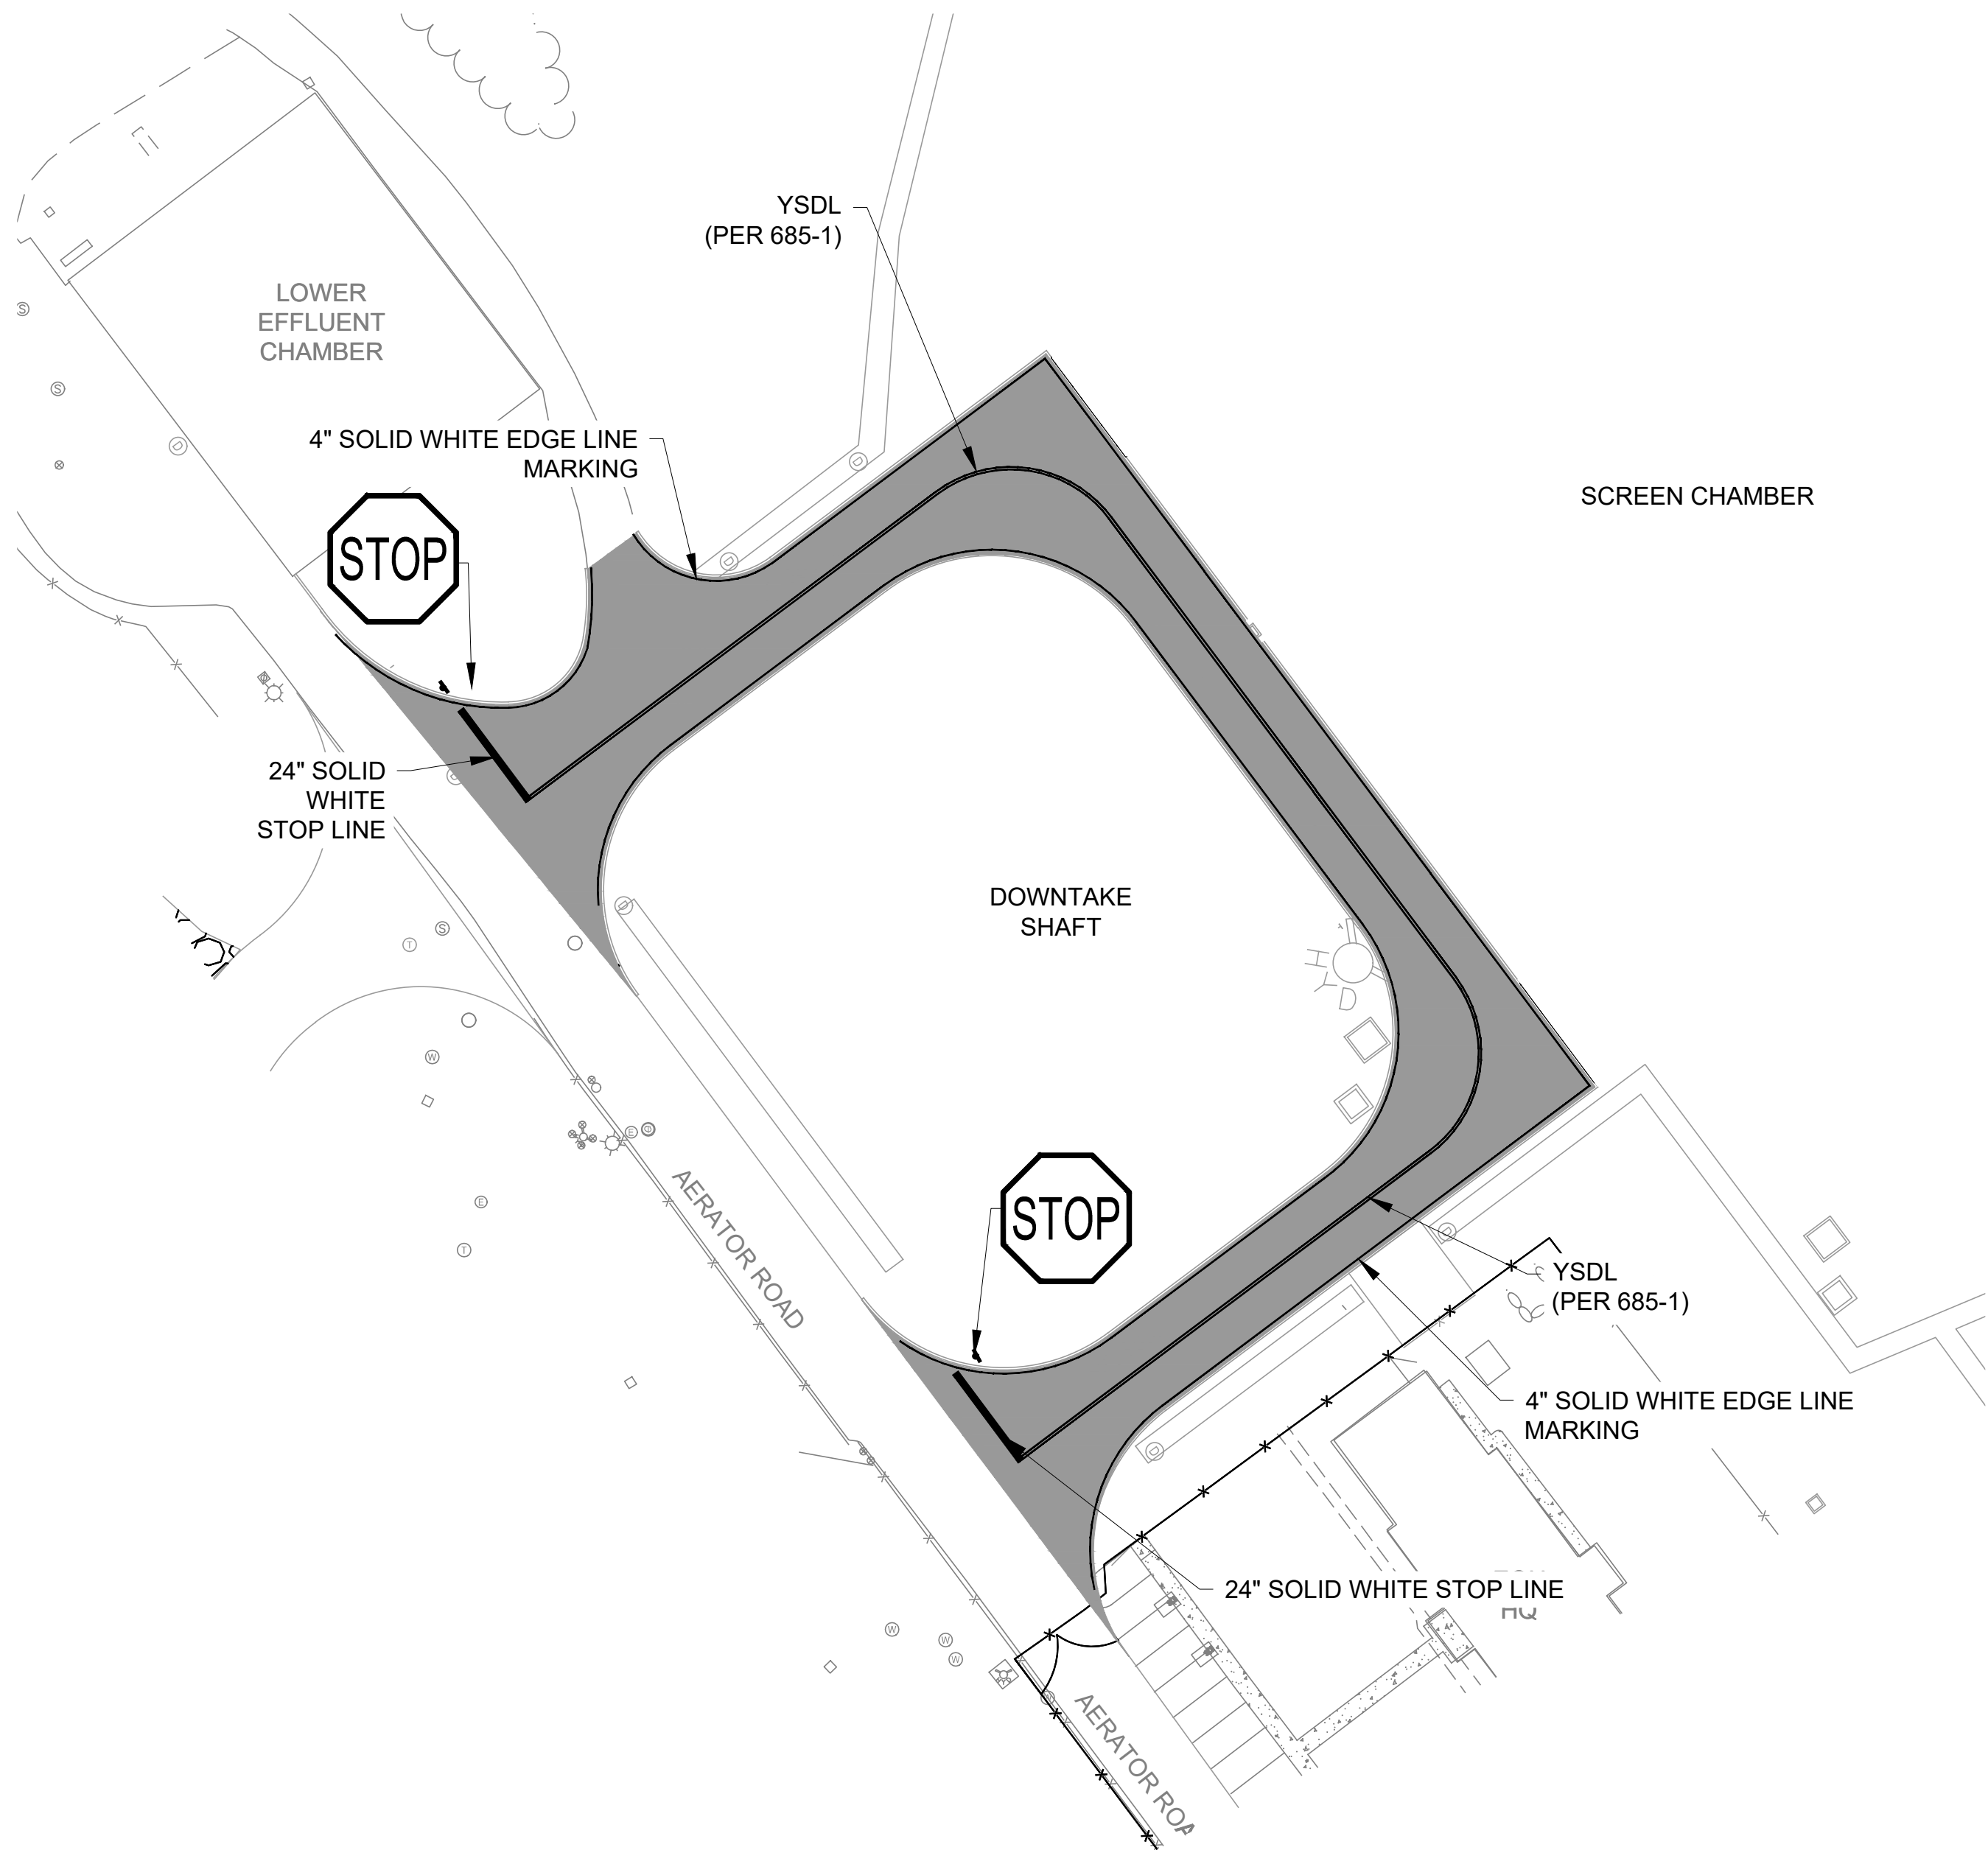 YSDL
(PER 685-1)
LOWER
EFFLUENT
CHAMBER
4" SOLID WHITE EDGE LINE
MARKING
SCREEN CHAMBER
STOP
24" SOLID
WHITE
STOP LINE
DOWNTAKE
SHAFT
AERATOR ROAD
STOP
YSDL
(PER 685-1)
4" SOLID WHITE EDGE LINE
MARKING
24" SOLID WHITE STOP LINE
HQ
AERATOR ROA
S
S
D
D
D
D
D
S
T
W
E
T
E
D
D
W
W
W